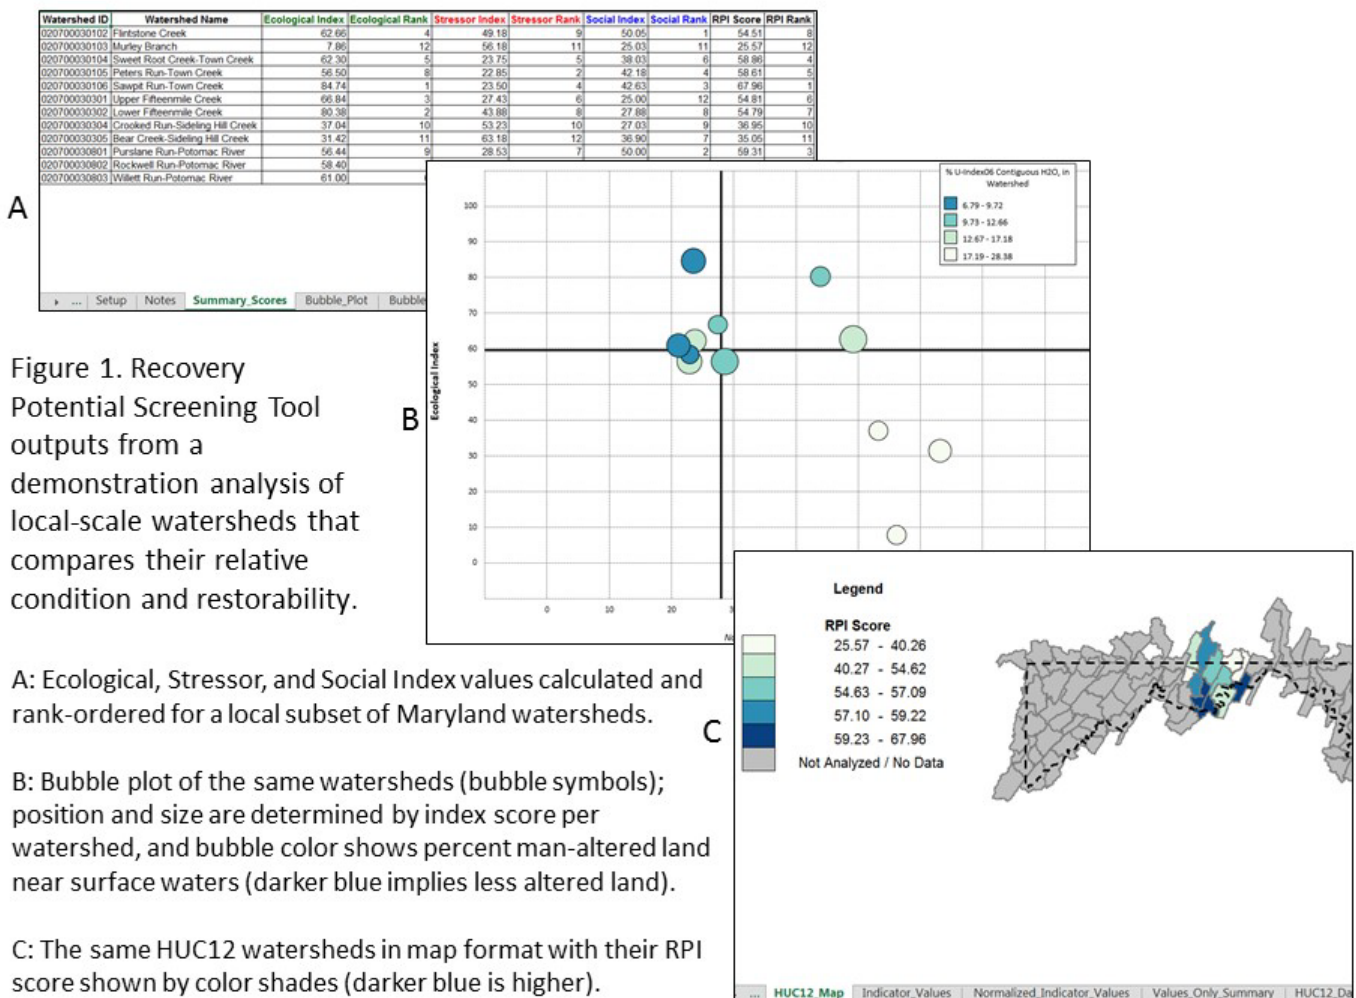 Watershed ID Watershed Name Ecological Index Ecological Rank Stressor Index Stressor Rank Social Index Social Rank RPI Score RPI Rank
020700030102 Flintstone Creek 62.66 4 49.18 9 50.05 1 54.51 8
020700030103 Murley Branch 7.86 12 56.18 11 25.03 11 25.57 12
020700030104 Sweet Root Creek-Town Creek 62.30 5 23.75 5 38.03 6 58.86 4
020700030105 Peters Run-Town Creek 56.50 8 22.85 2 42.18 4 58.61 5
020700030106 Sawpit Run-Town Creek 84.74 1 23.50 4 42.63 3 67.96 1
020700030301 Upper Fifteenmile Creek 66.84 3 27.43 6 25.00 12 54.81 6
020700030302 Lower Fifteenmile Creek 80.38 2 43.88 8 27.88 8 54.79 7
020700030304 Crooked Run-Sideling Hill Creek 37.04 10 53.23 10 27.03 9 36.95 10
020700030305 Bear Creek-Sideling Hill Creek 31.42 11 63.18 12 36.90 7 35.05 11
020700030801 Purslane Run-Potomac River 56.44 9 28.53 7 50.00 2 59.31 3
020700030802 Rockwell Run-Potomac River 58.40
020700030803 Willett Run-Potomac River 61.00
A
... Setup Notes Summary_Scores Bubble_Plot Bubble
% U-Index06 Contiguous H2O, in
Watershed
6.79 - 9.72
9.73 - 12.66
12.67 - 17.18
17.19 - 28.38
100
90
80
70
60
50
40
30
20
10
0
Ecological Index
0 10 20
B
Figure 1. Recovery
Potential Screening Tool
outputs from a
demonstration analysis of
local-scale watersheds that
compares their relative
condition and restorability.
A: Ecological, Stressor, and Social Index values calculated and
rank-ordered for a local subset of Maryland watersheds.
B: Bubble plot of the same watersheds (bubble symbols);
position and size are determined by index score per
watershed, and bubble color shows percent man-altered land
near surface waters (darker blue implies less altered land).
C: The same HUC12 watersheds in map format with their RPI
score shown by color shades (darker blue is higher).
C
Legend
RPI Score
25.57 - 40.26
40.27 - 54.62
54.63 - 57.09
57.10 - 59.22
59.23 - 67.96
Not Analyzed / No Data
... HUC12_Map Indicator_Values Normalized_Indicator_Values Values_Only_Summary HUC12_Da